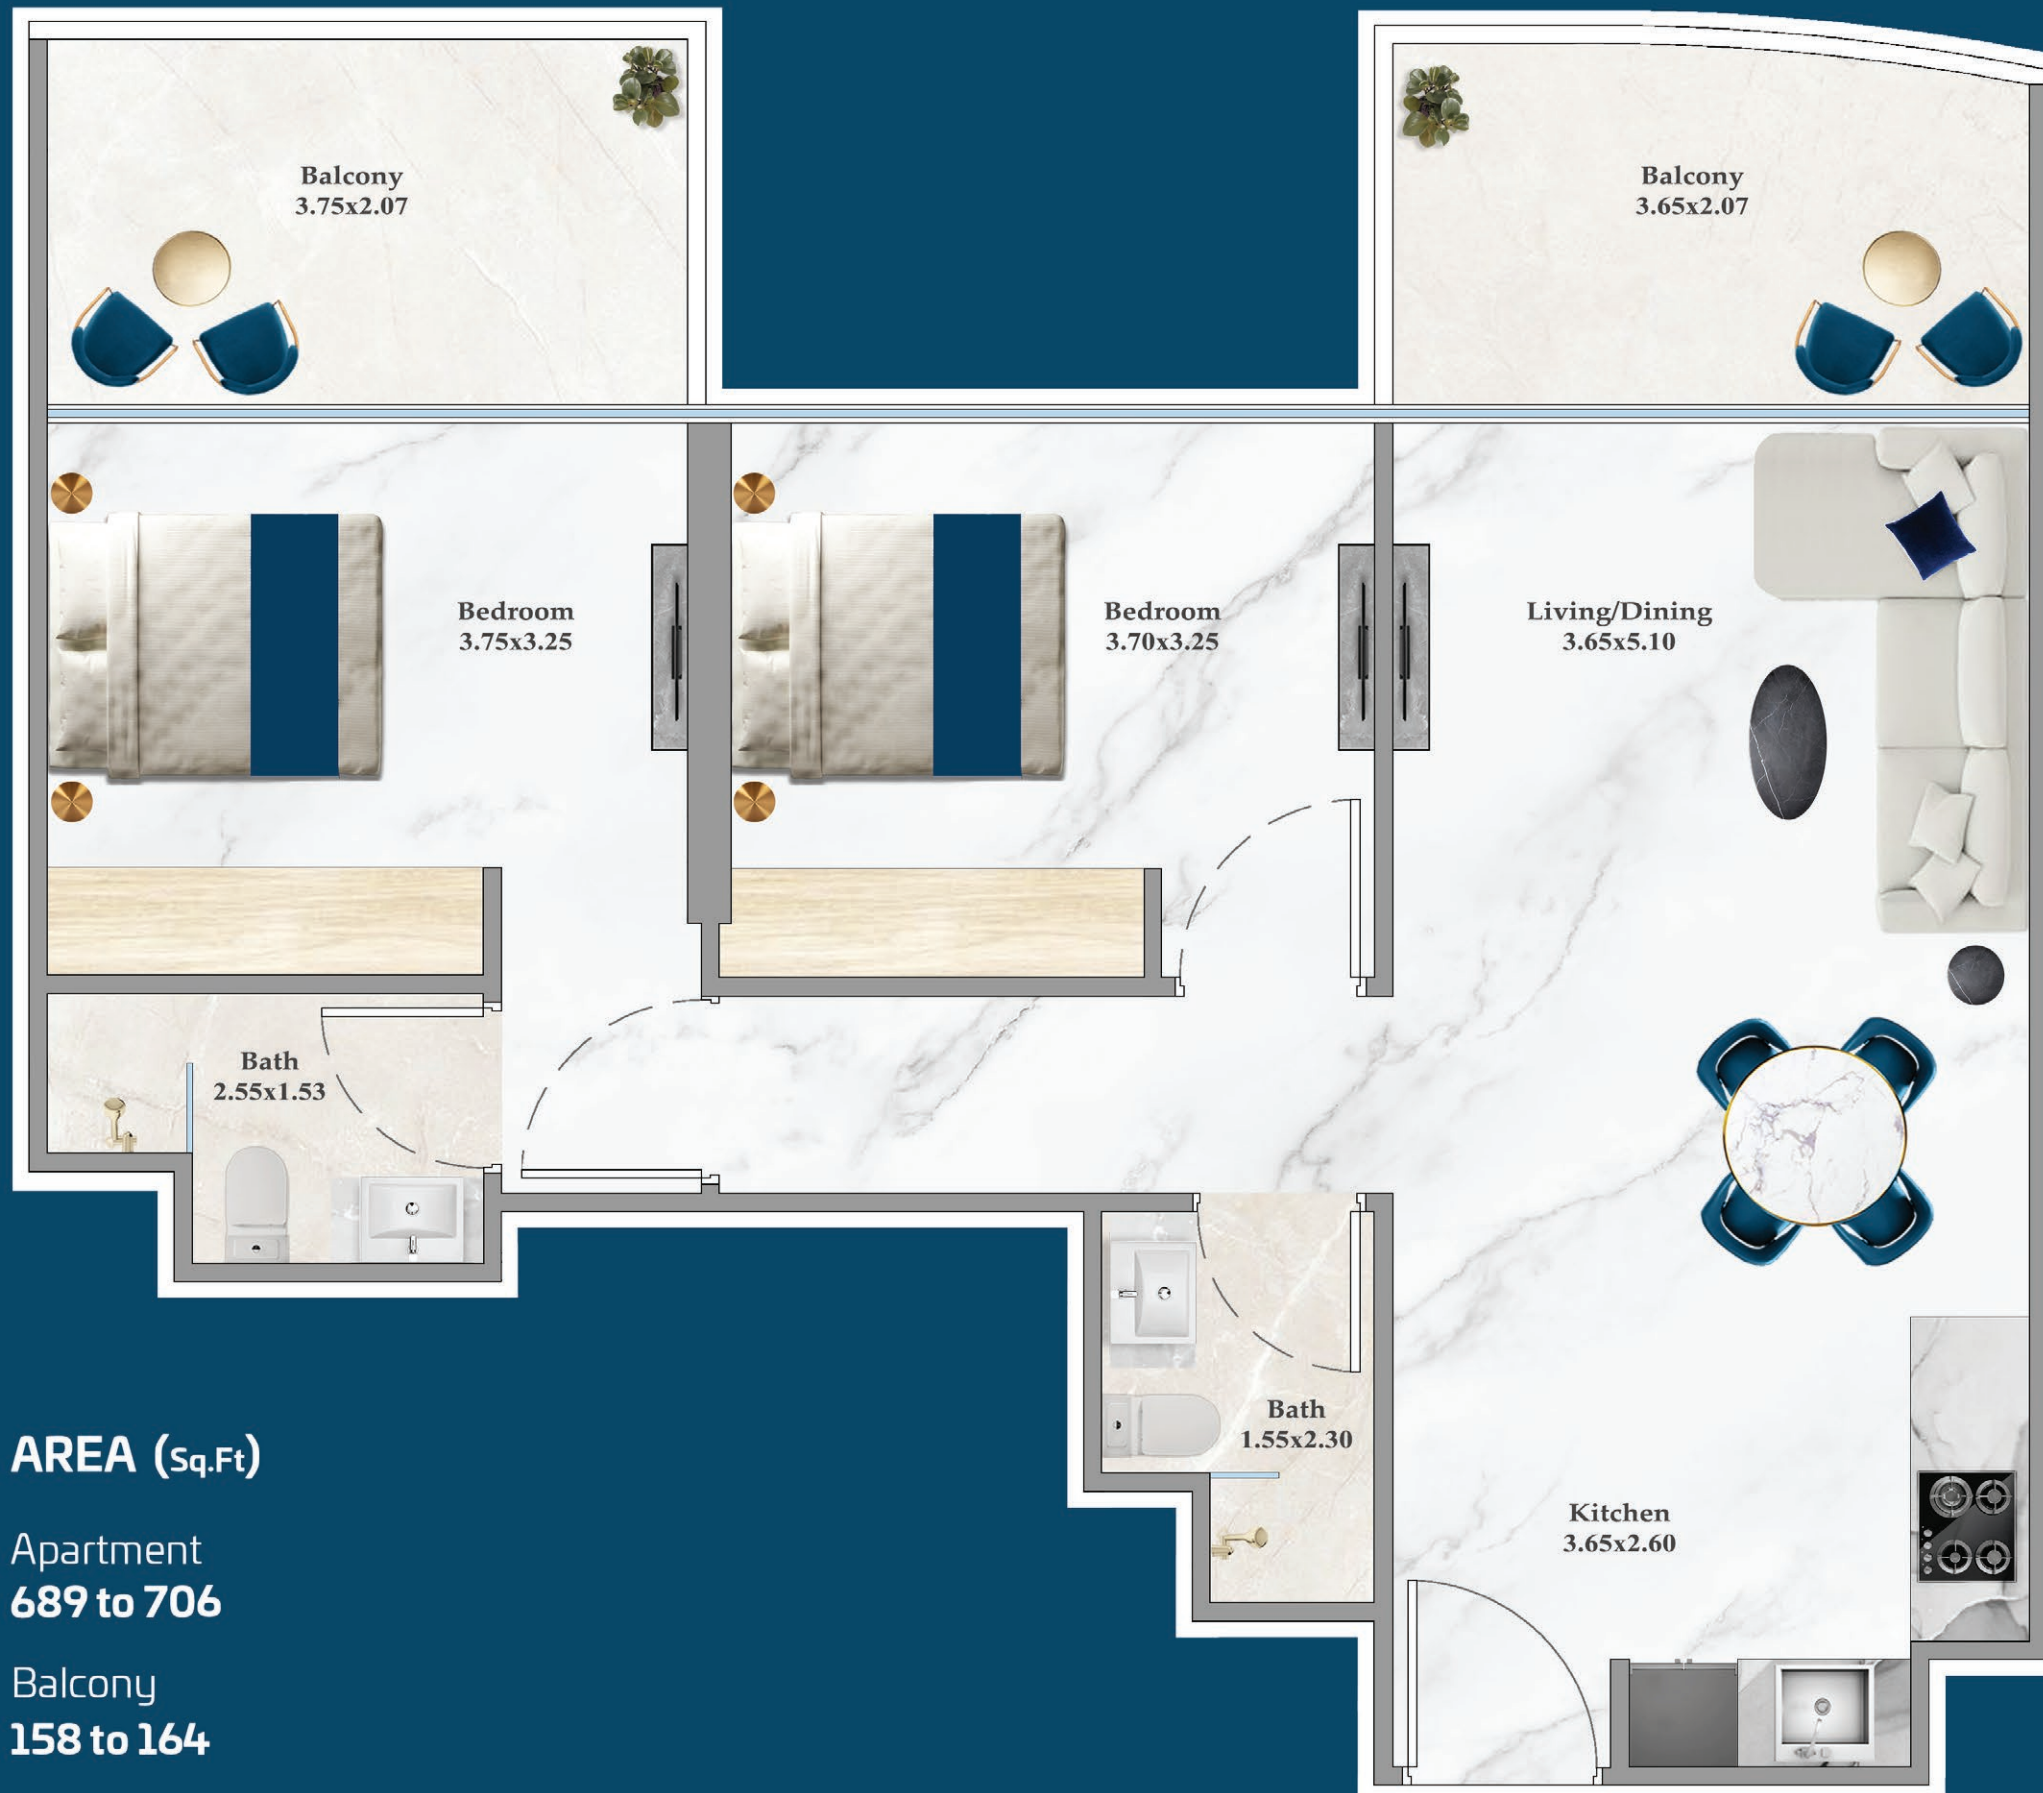 Balcony
3.75x2.07
Balcony
3.65x2.07
Bedroom
3.75x3.25
Bedroom
3.70x3.25
Living/Dining
3.65x5.10
Bath
2.55x1.53
Bath
1.55x2.30
Kitchen
3.65x2.60
AREA (Sq.Ft)
Apartment
689 to 706
Balcony
158 to 164